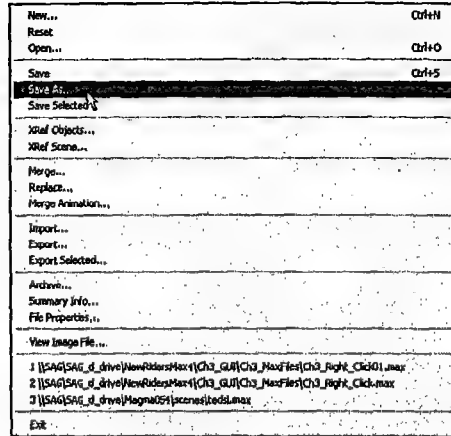 New... Ctrl+N
Reset
Open... Ctrl+O
Save Ctrl+S
Save As...
Save Selected
XRef Objects...
XRef Scene...
Merge...
Replace...
Merge Animation...
Import...
Export...
Export Selected...
Archive...
Summary Info...
File Properties...
View Image File...
1 \\SAG\SAG_d_drive\NewRidersMax4\Ch3_GUI\Ch3_MaxFiles\Ch3_Right_Click01.max
2 \\SAG\SAG_d_drive\NewRidersMax4\Ch3_GUI\Ch3_MaxFiles\Ch3_Right_Click.max
3 \\SAG\SAG_d_drive\Magma054\scenes\tedsl.max
Exit